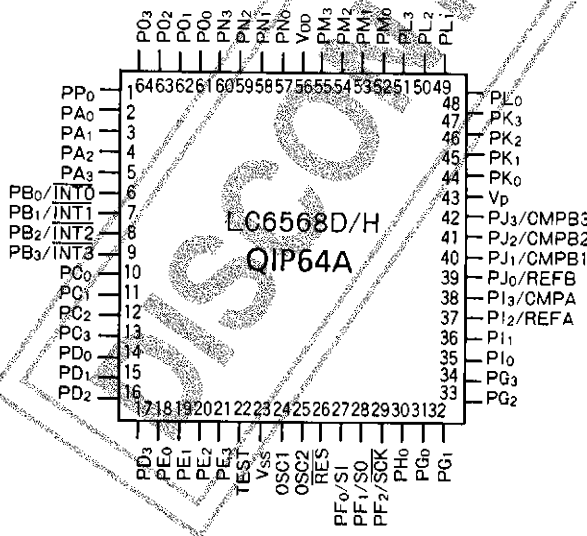 PO₃ PO₂ PO₁ PO₀ PN₃ PN₂ PN₁ PN₀ V_DD PM₃ PM₂ PM₁ PM₀ PL₃ PL₂ PL₁
64 63 62 61 60 59 58 57 56 55 54 53 52 51 50 49
PP₀ 1
PA₀ 2
PA₁ 3
PA₂ 4
PA₃ 5
PB₀/INT0 6
PB₁/INT1 7
PB₂/INT2 8
PB₃/INT3 9
PC₀ 10
PC₁ 11
PC₂ 12
PC₃ 13
PD₀ 14
PD₁ 15
PD₂ 16
LC6568D/H
QIP64A
48 PL₀
47 PK₃
46 PK₂
45 PK₁
44 PK₀
43 Vp
42 PJ₃/CMPB3
41 PJ₂/CMPB2
40 PJ₁/CMPB1
39 PJ₀/REFB
38 PI₃/CMPA
37 PI₂/REFA
36 PI₁
35 PI₀
34 PG₃
33 PG₂
17 18 19 20 21 22 23 24 25 26 27 28 29 30 31 32
PD₃ PE₀ PE₁ PE₂ PE₃ TEST V_SS OSC1 OSC2 RES PF₀/SI PF₁/SO PF₂/SCK PH₀ PG₀ PG₁